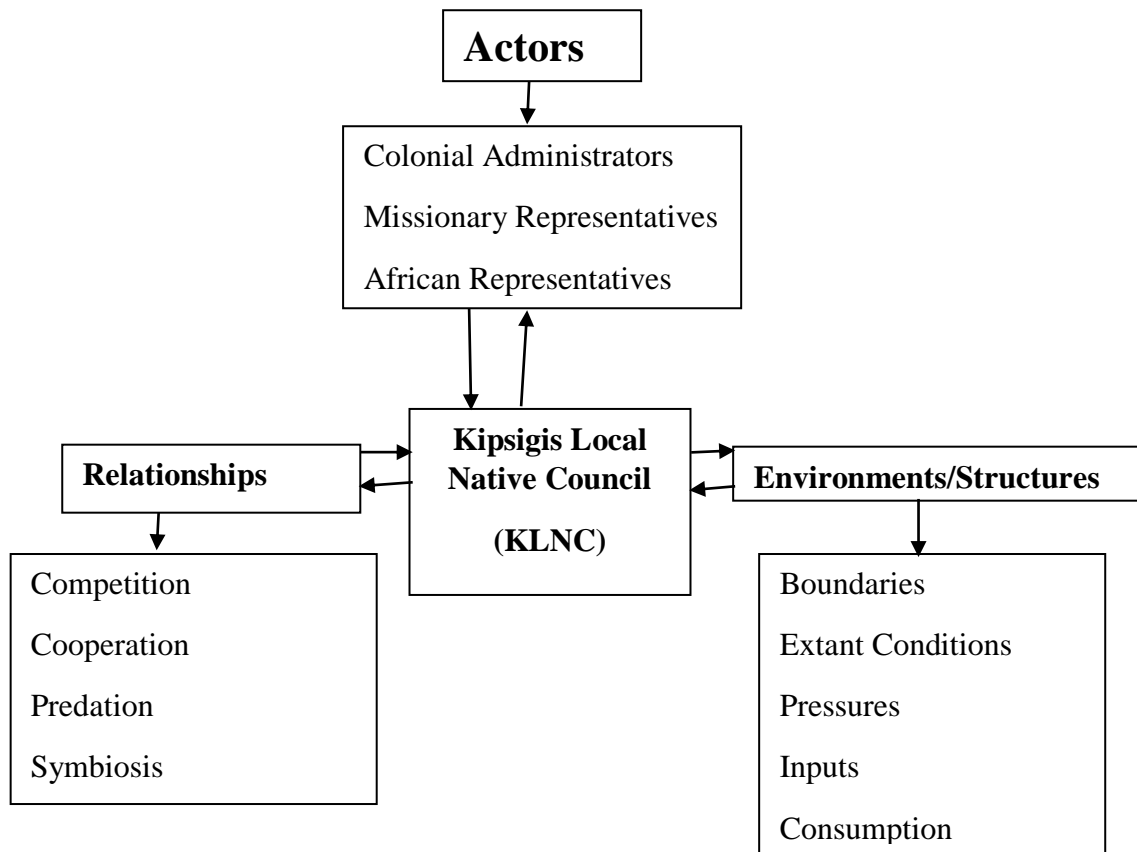 Actors
Colonial Administrators
Missionary Representatives
African Representatives
Kipsigis Local
Native Council
(KLNC)
Relationships
Environments/Structures
Competition
Cooperation
Predation
Symbiosis
Boundaries
Extant Conditions
Pressures
Inputs
Consumption